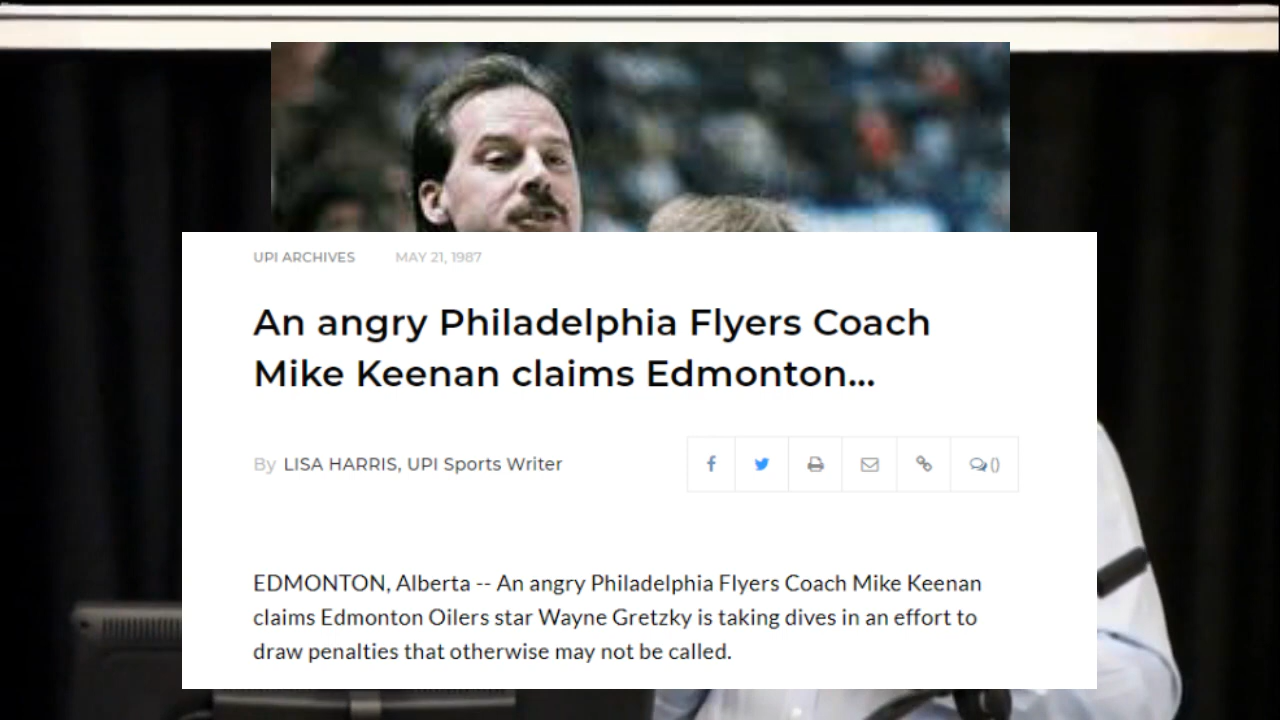 UPI ARCHIVES MAY 21, 1987
An angry Philadelphia Flyers Coach
Mike Keenan claims Edmonton...
By LISA HARRIS, UPI Sports Writer
()
EDMONTON, Alberta -- An angry Philadelphia Flyers Coach Mike Keenan
claims Edmonton Oilers star Wayne Gretzky is taking dives in an effort to
draw penalties that otherwise may not be called.